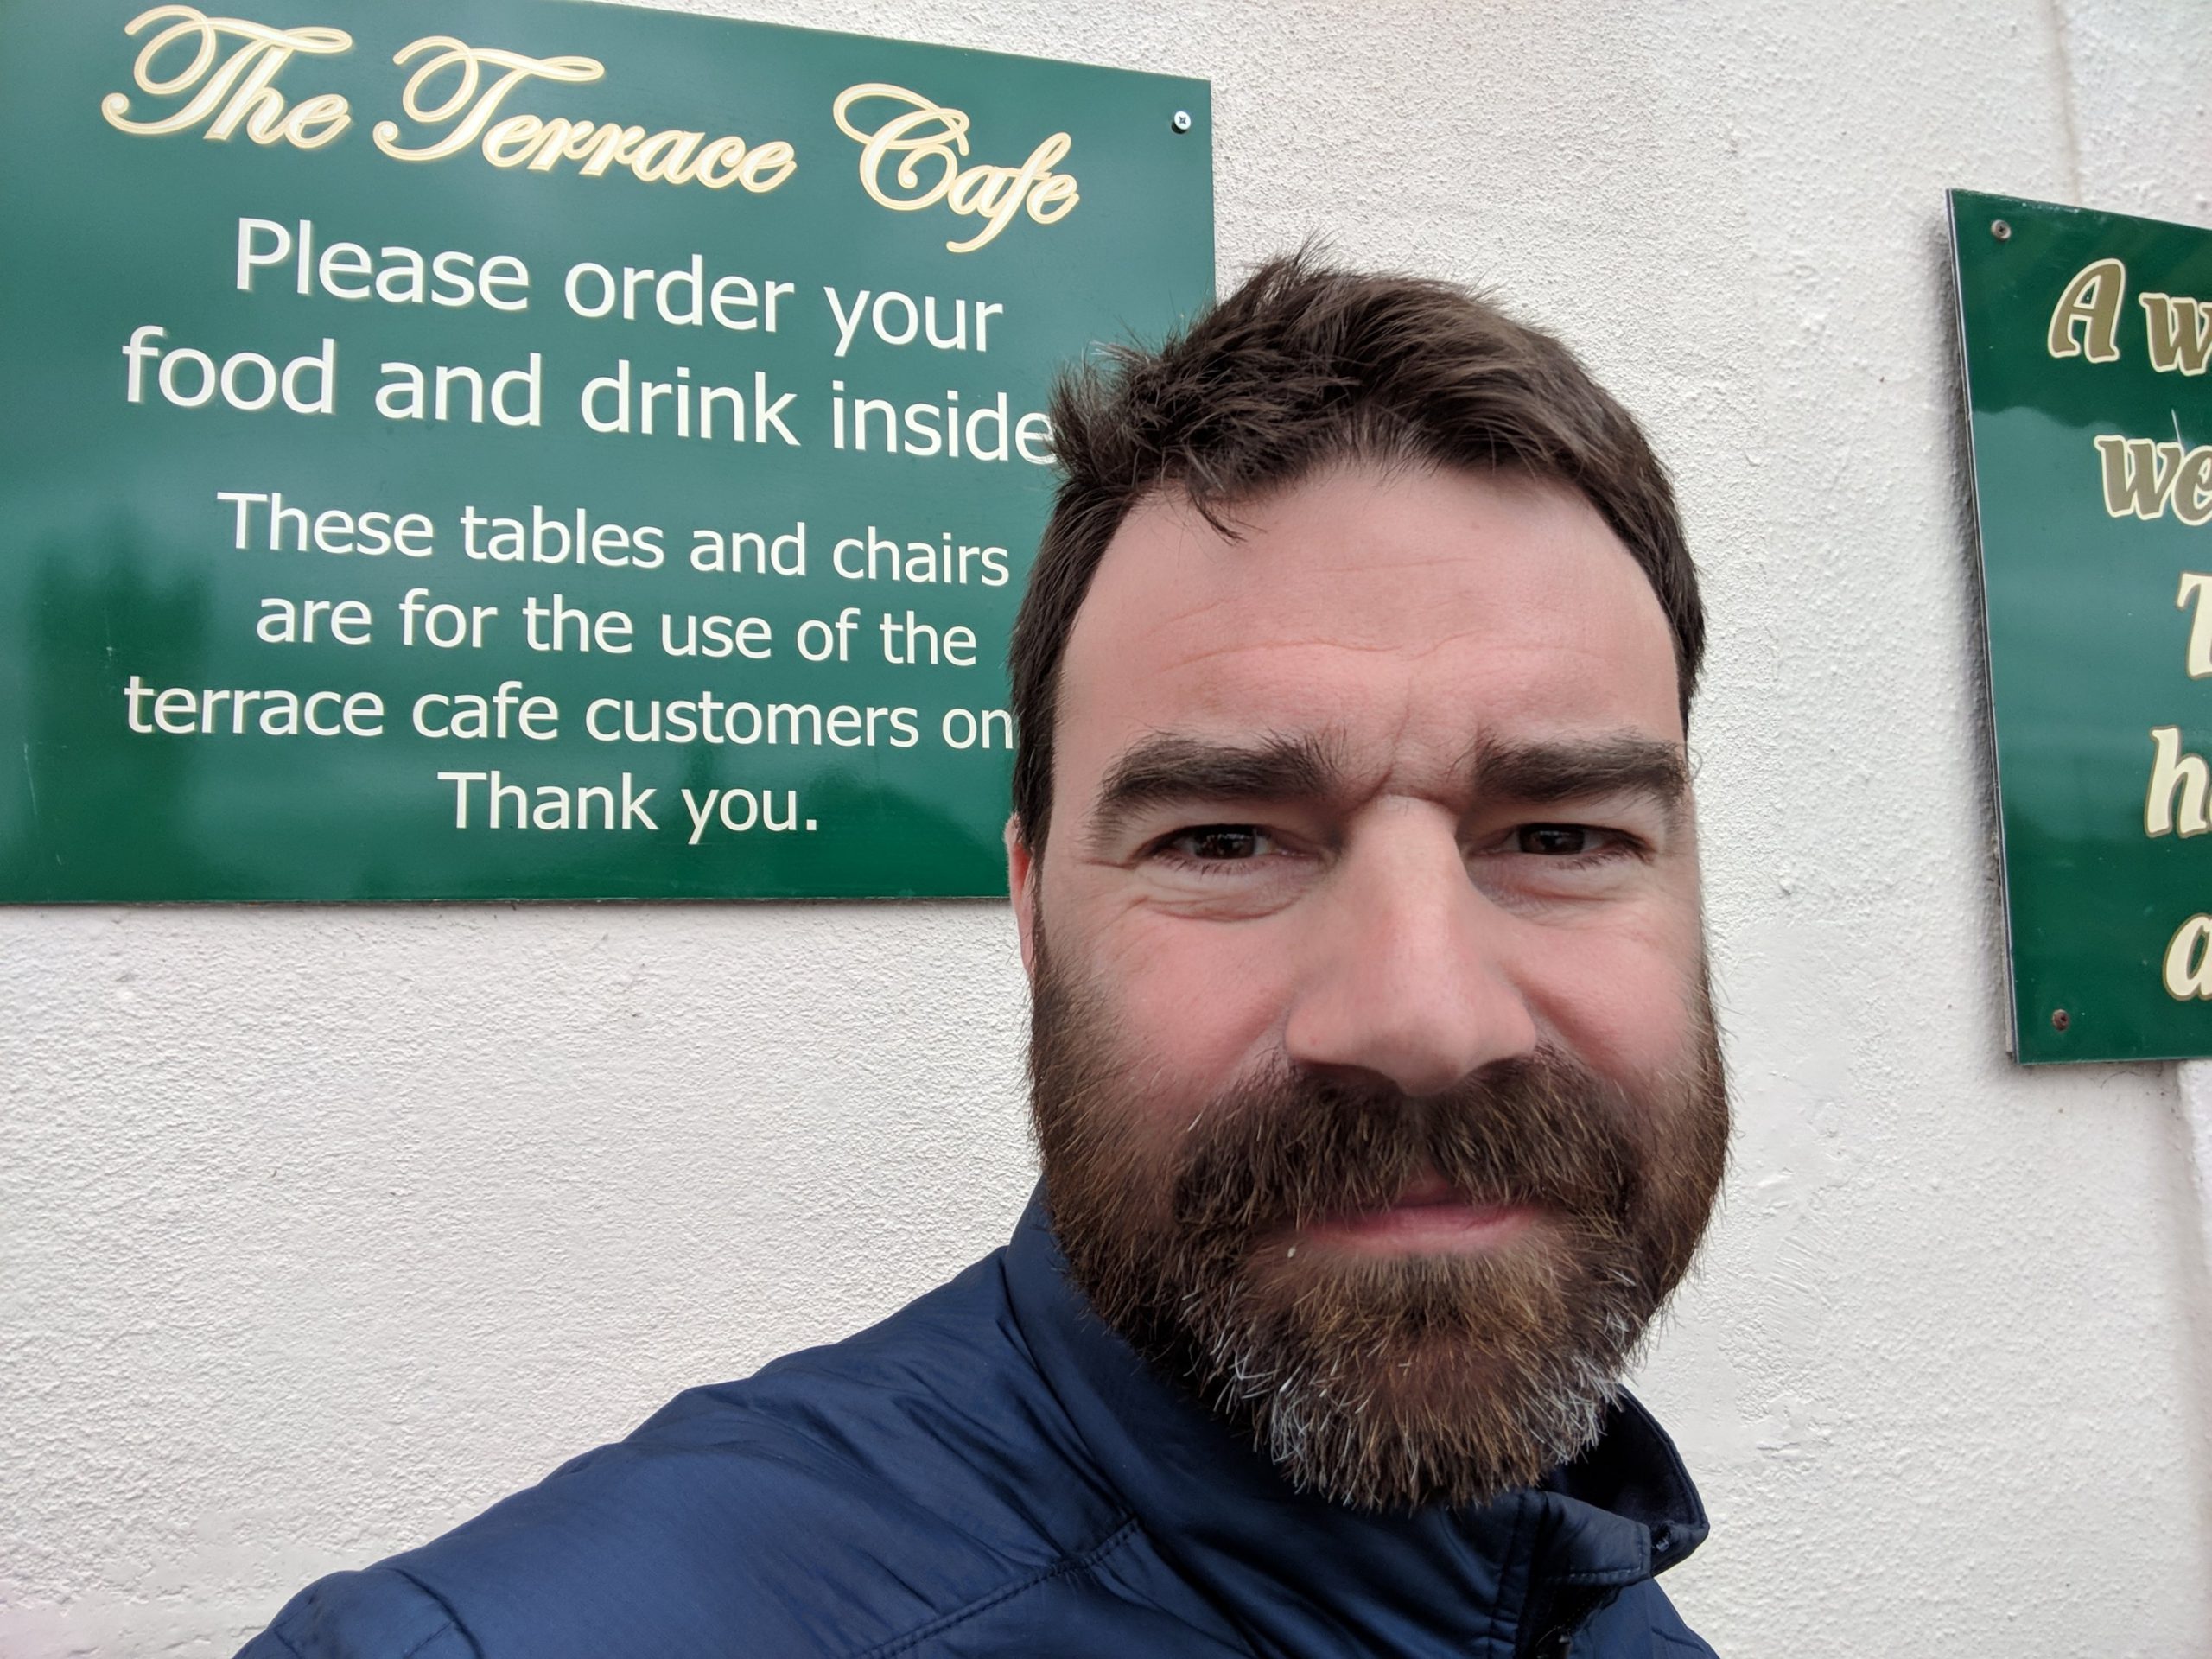 The Terrace Cafe
Please order your
food and drink inside
These tables and chairs
are for the use of the
terrace cafe customers on
Thank you.
A w
we
T
h
a